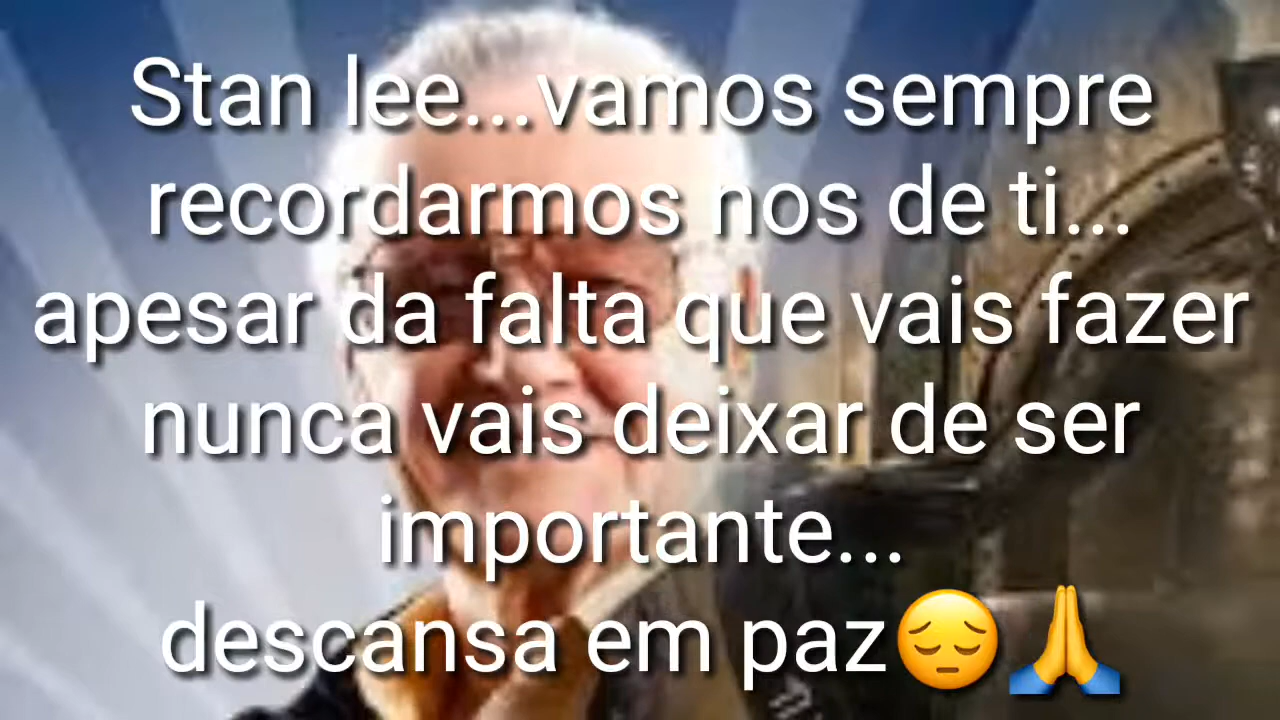 Stan lee...vamos sempre
recordarmos nos de ti...
apesar da falta que vais fazer
nunca vais deixar de ser
importante...
descansa em paz😔🙏